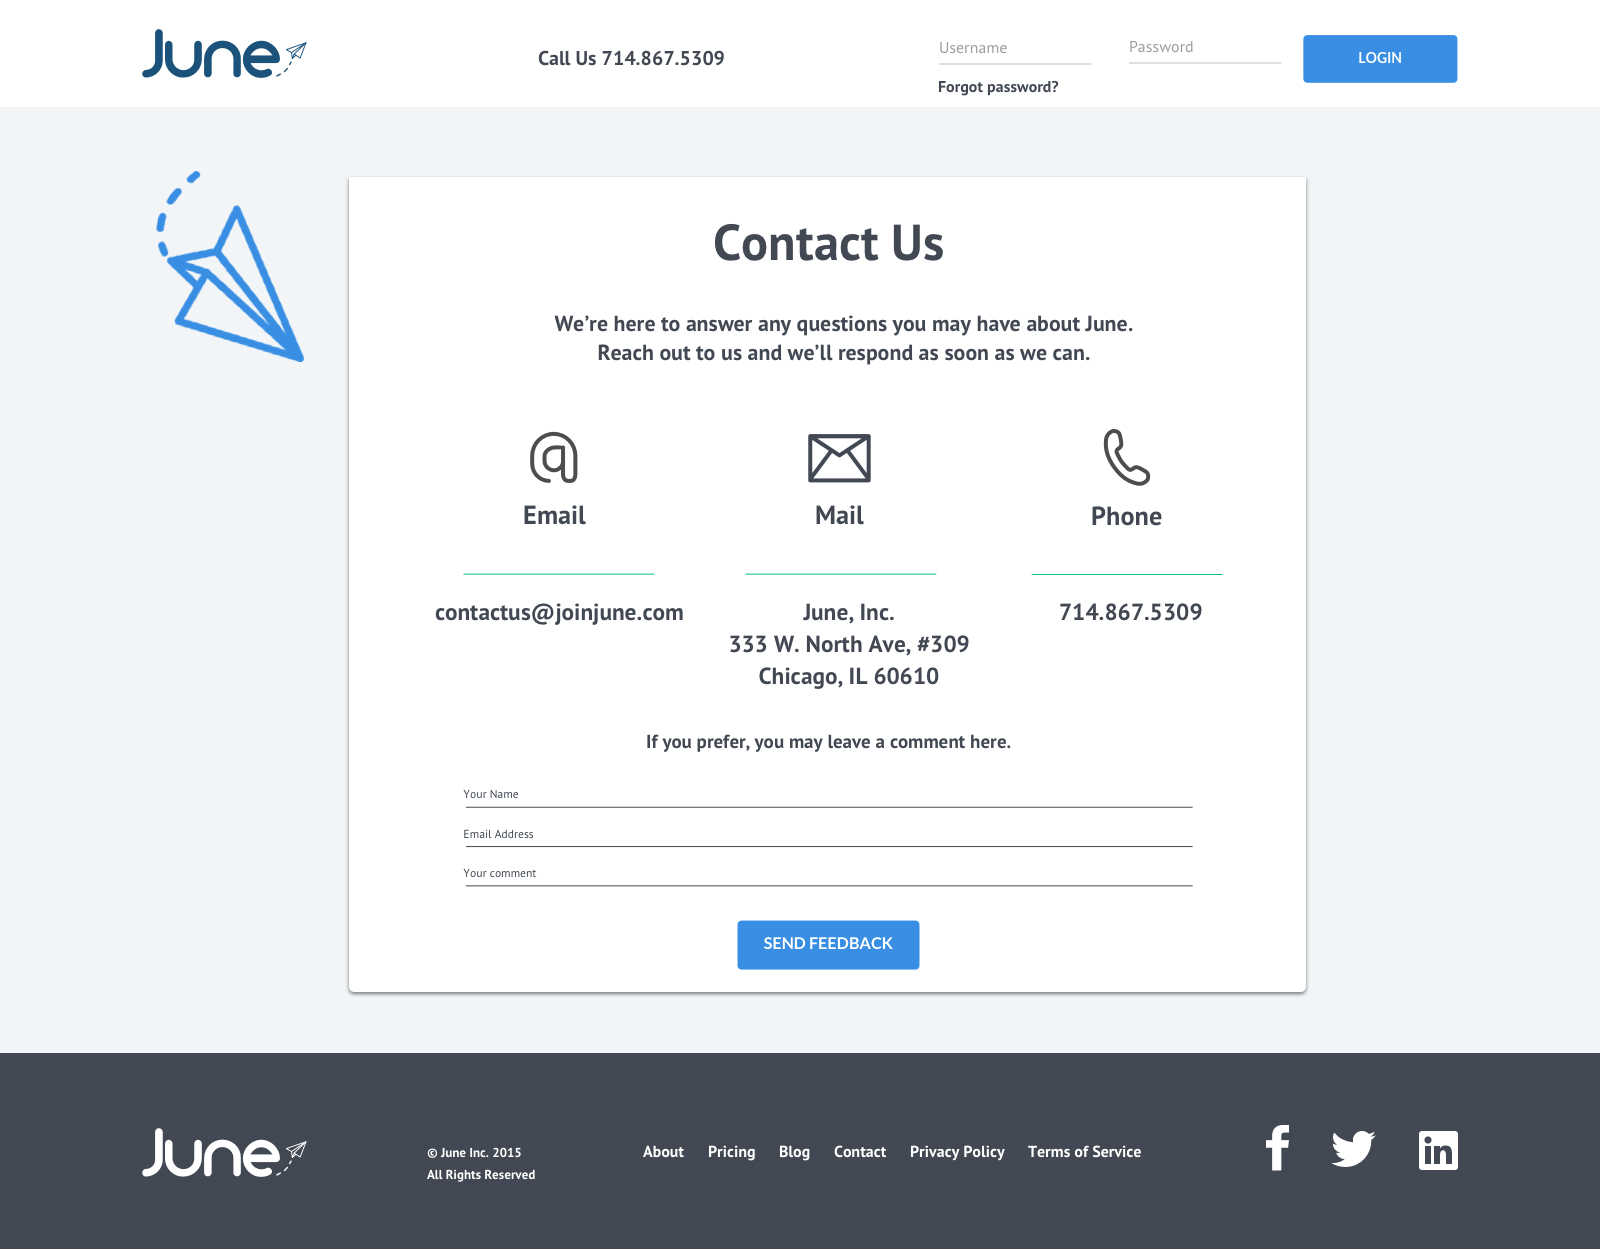 June
Call Us 714.867.5309
Username
Password
LOGIN
Forgot password?
Contact Us
We're here to answer any questions you may have about June.
Reach out to us and we'll respond as soon as we can.
Email
Mail
Phone
contactus@joinjune.com
June, Inc.
333 W. North Ave, #309
Chicago, IL 60610
714.867.5309
If you prefer, you may leave a comment here.
Your Name
Email Address
Your comment
SEND FEEDBACK
June
© June Inc. 2015
All Rights Reserved
About Pricing Blog Contact Privacy Policy Terms of Service